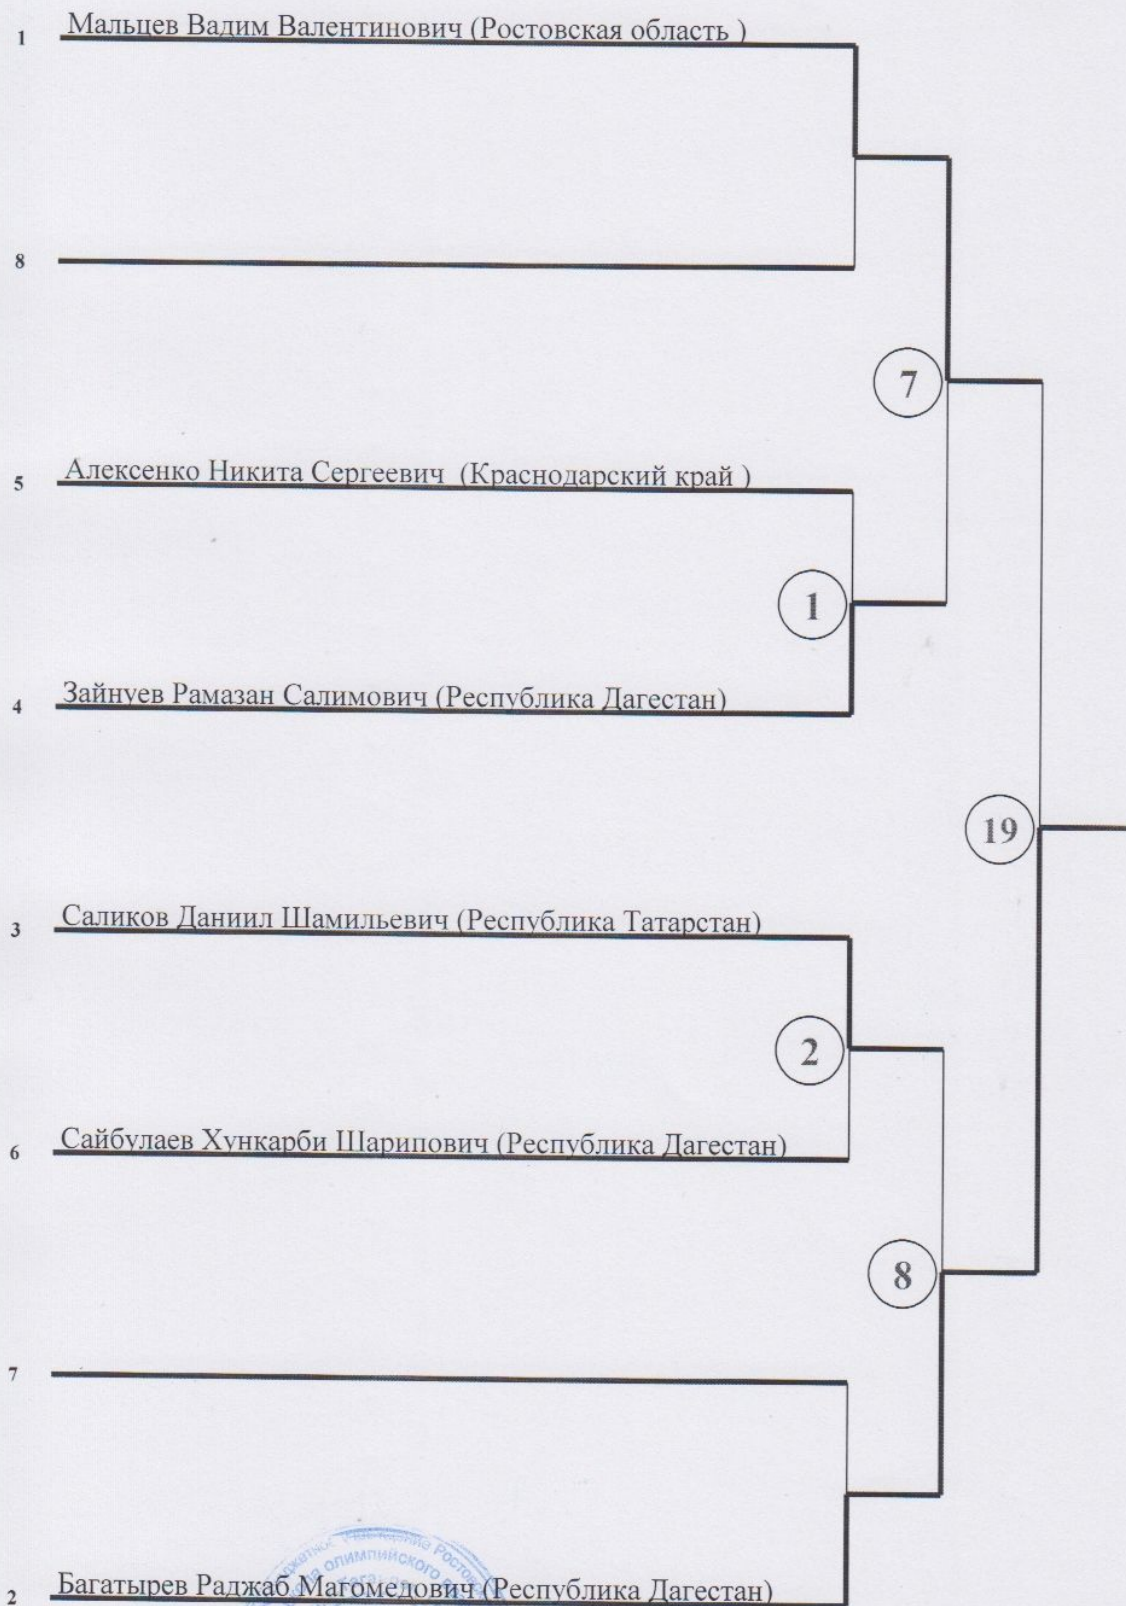 1 Мальцев Вадим Валентинович (Ростовская область )
8
7
5 Алексенко Никита Сергеевич (Краснодарский край )
1
4 Зайнуев Рамазан Салимович (Республика Дагестан)
19
3 Саликов Даниил Шамильевич (Республика Татарстан)
2
6 Сайбулаев Хункарби Шарипович (Республика Дагестан)
8
7
олимпийского
2 Багатырев Раджаб Магомедович (Республика Дагестан)